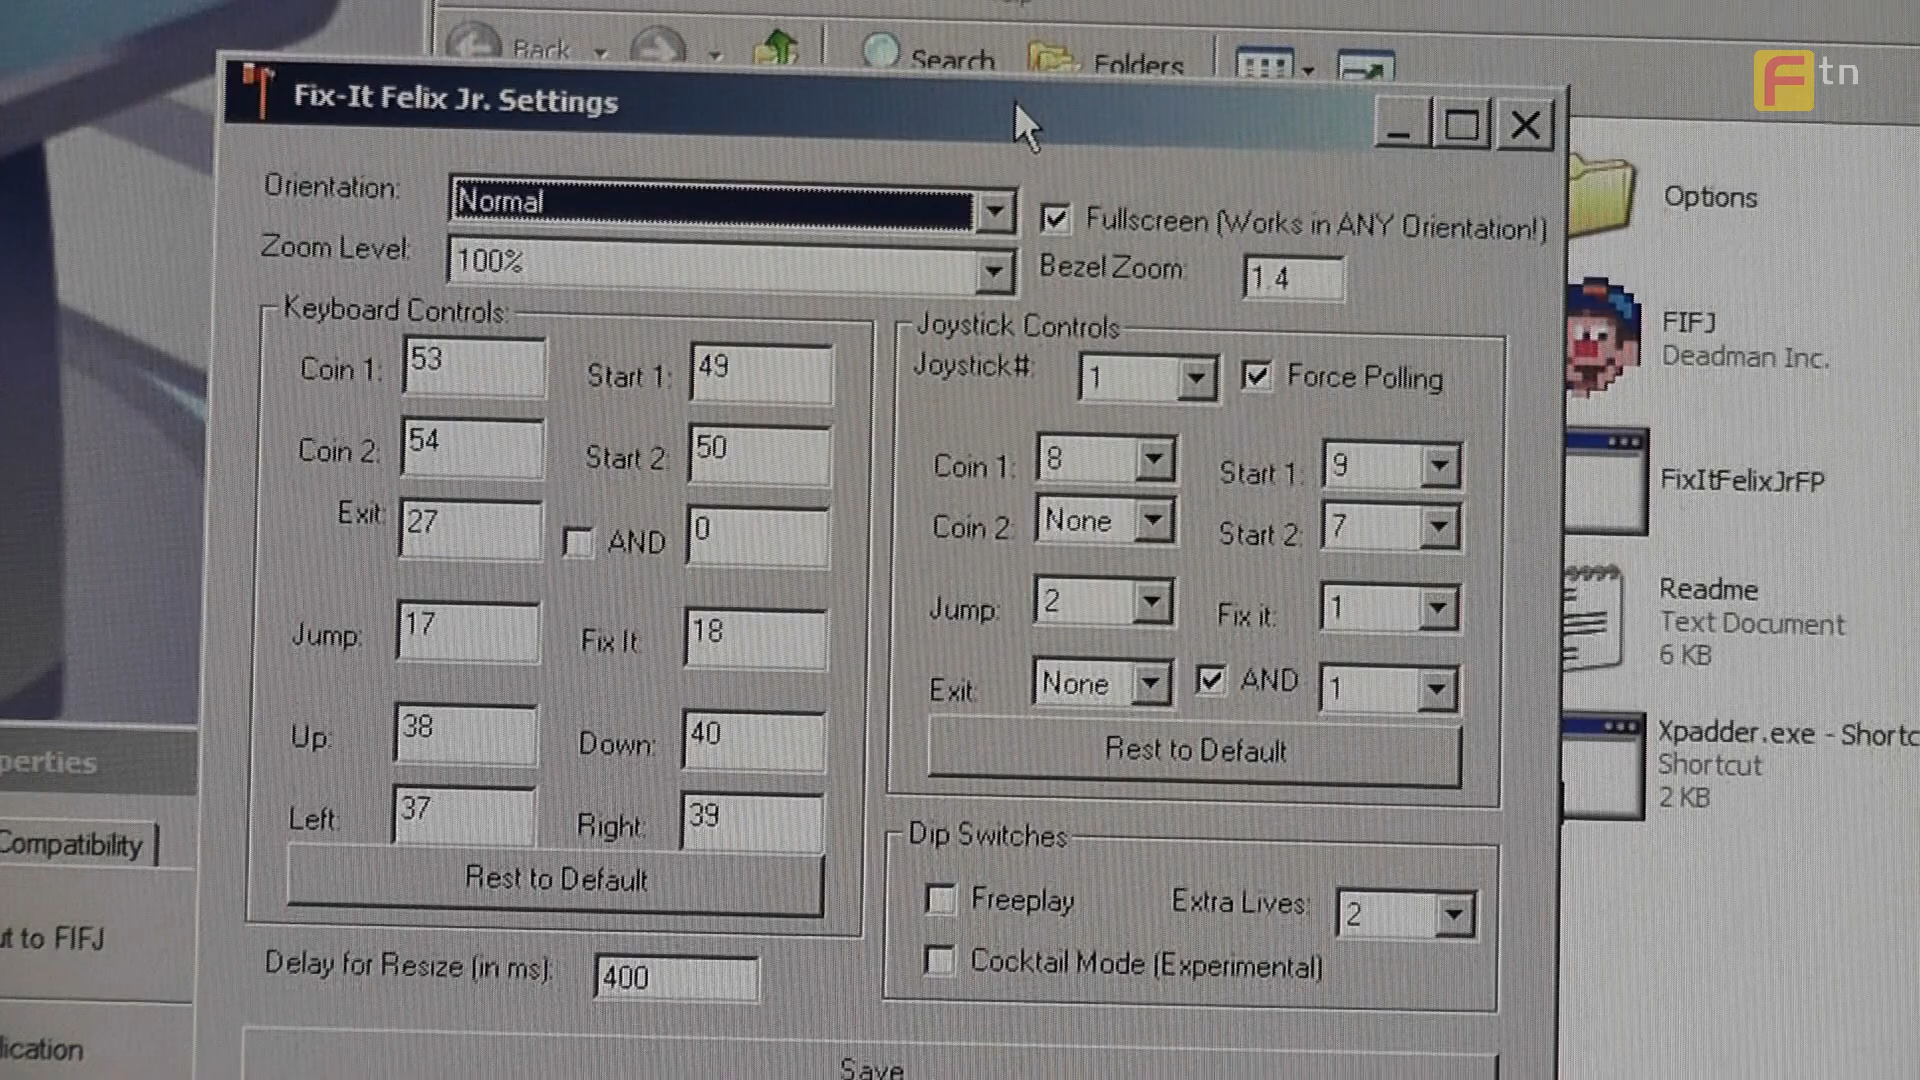 Back
Search
Folders
F tn
Fix-It Felix Jr. Settings
Orientation:
Normal
Fullscreen (Works in ANY Orientation!)
Zoom Level:
100%
Bezel Zoom:
1.4
Keyboard Controls:
Coin 1:
53
Start 1:
49
Coin 2:
54
Start 2:
50
Exit:
27
AND
0
Jump:
17
Fix It:
18
Up:
38
Down:
40
Left:
37
Right:
39
Rest to Default
Delay for Resize (in ms):
400
Joystick Controls
Joystick#:
1
Force Polling
Coin 1:
8
Start 1:
9
Coin 2:
None
Start 2:
7
Jump:
2
Fix it:
1
Exit:
None
AND
1
Rest to Default
Dip Switches
Freeplay
Extra Lives:
2
Cocktail Mode (Experimental)
Save
Options
FIFJ
Deadman Inc.
FixItFelixJrFP
Readme
Text Document
6 KB
Xpadder.exe - Shortc
Shortcut
2 KB
perties
Compatibility
ut to FIFJ
lication